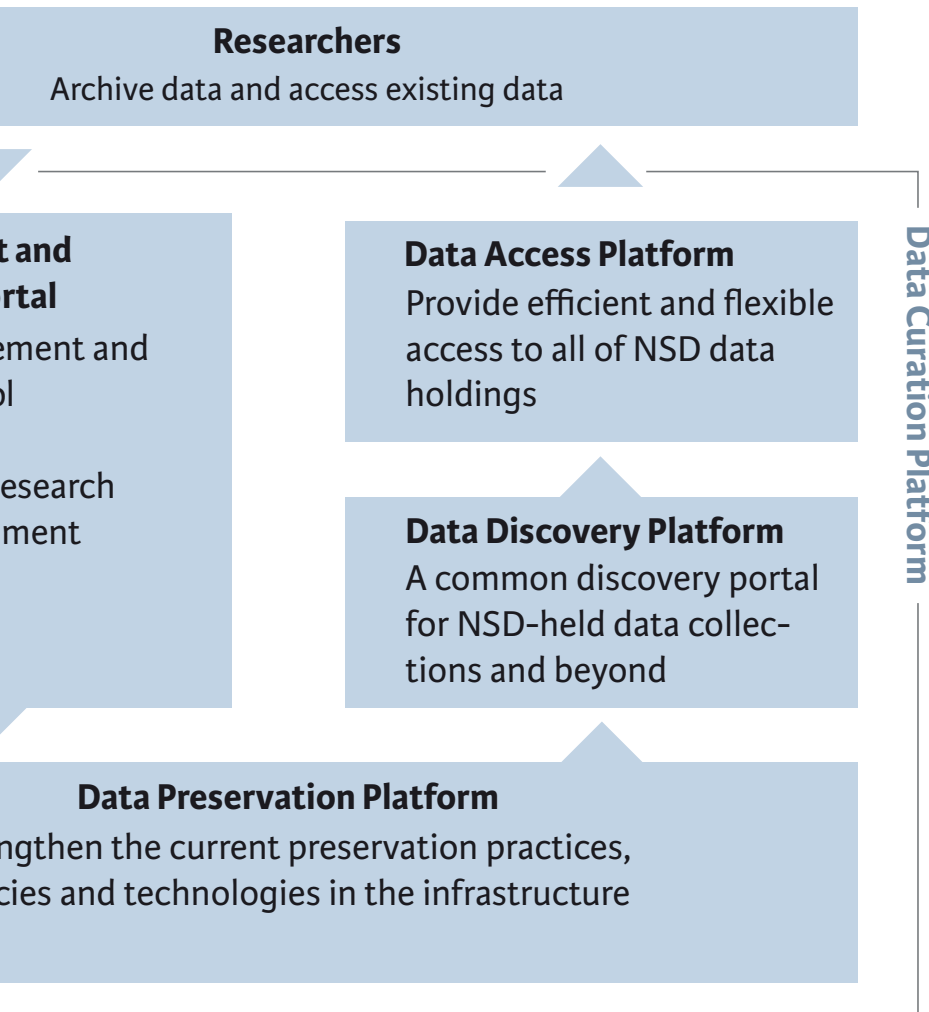 Researchers
Archive data and access existing data
t and
rtal
ement and
ol
esearch
ment
Data Access Platform
Provide efficient and flexible
access to all of NSD data
holdings
Data Discovery Platform
A common discovery portal
for NSD-held data collec-
tions and beyond
Data Preservation Platform
ngthen the current preservation practices,
cies and technologies in the infrastructure
Data Curation Platform